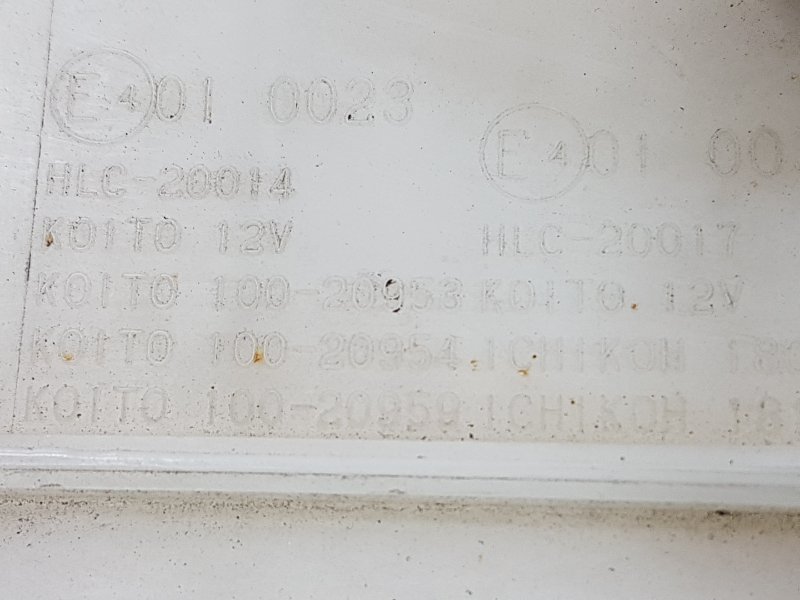 E4 01 0023
HLC-20014
KOITO 12V
KOITO 100-20953
KOITO 100-20954
KOITO 100-20959
E4 01 00
HLC-20017
KOITO 12V
ICHIKOH
ICHIKOH